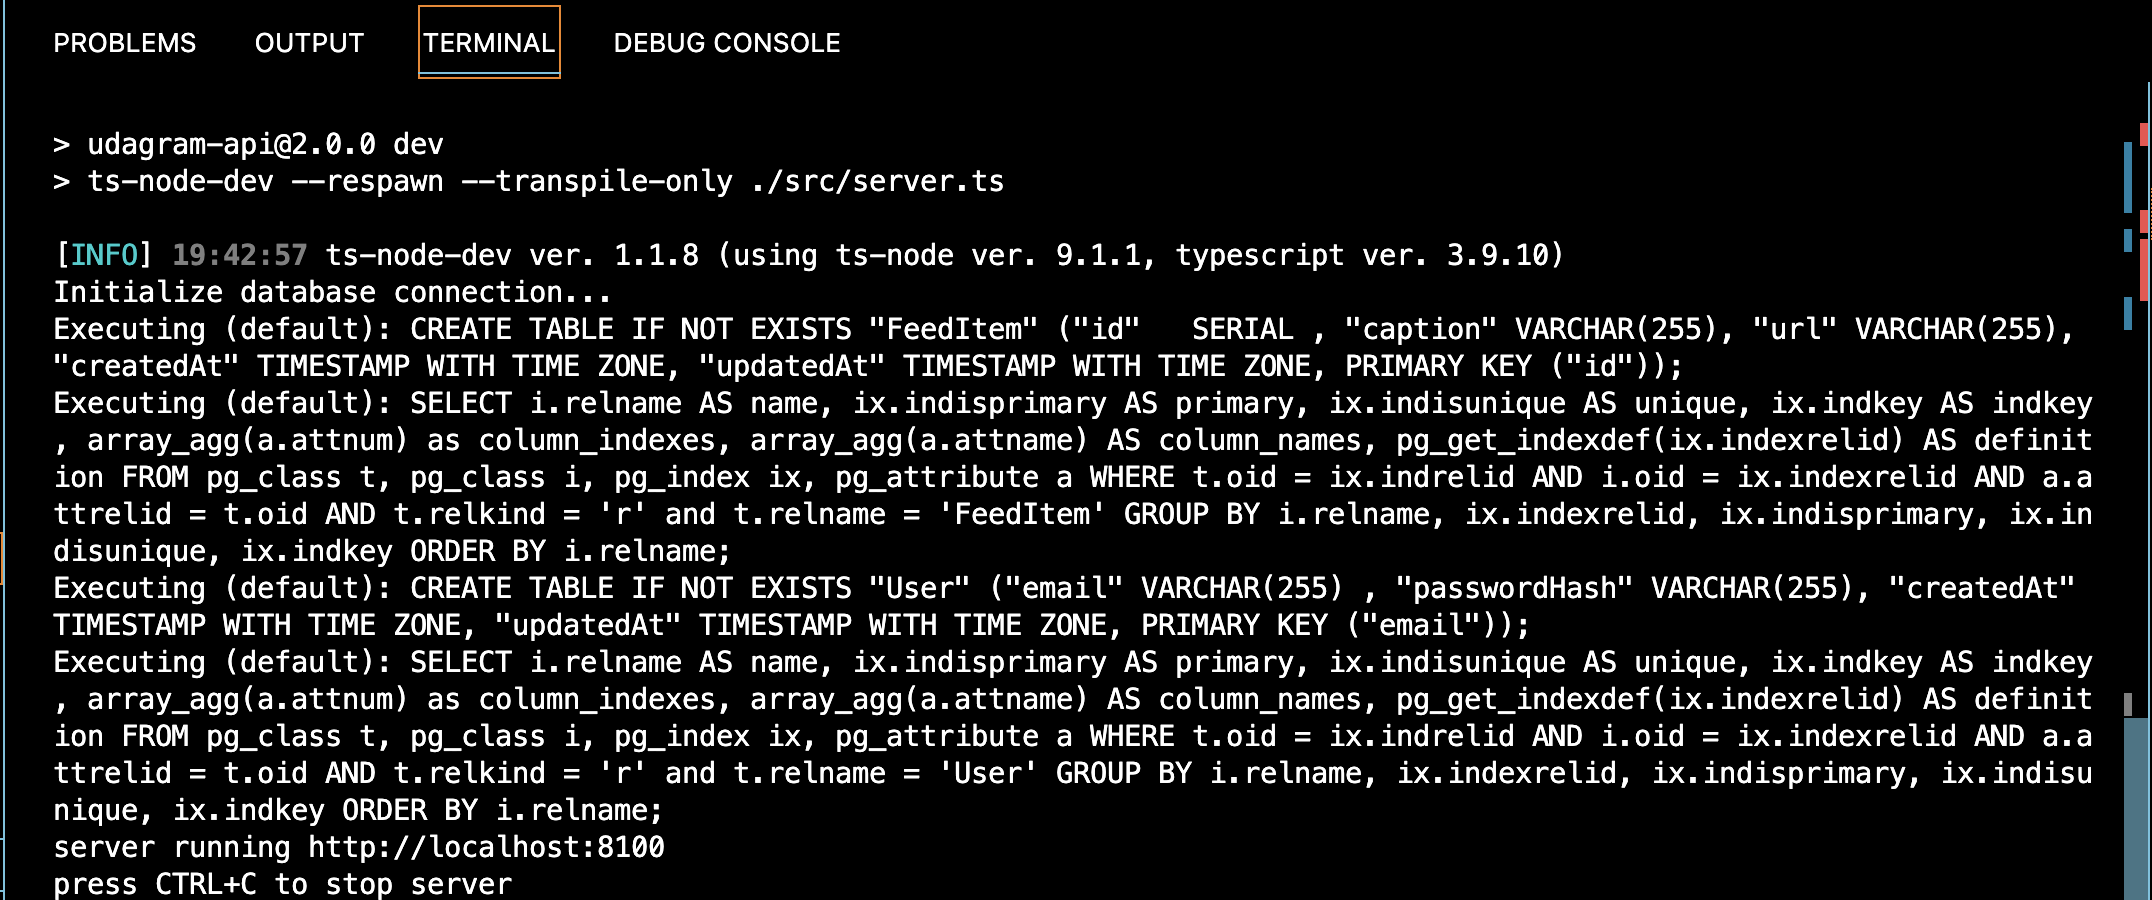 PROBLEMS OUTPUT TERMINAL DEBUG CONSOLE
> udagram-api@2.0.0 dev
> ts-node-dev --respawn --transpile-only ./src/server.ts
[INFO] 19:42:57 ts-node-dev ver. 1.1.8 (using ts-node ver. 9.1.1, typescript ver. 3.9.10)
Initialize database connection...
Executing (default): CREATE TABLE IF NOT EXISTS "FeedItem" ("id"   SERIAL , "caption" VARCHAR(255), "url" VARCHAR(255),
"createdAt" TIMESTAMP WITH TIME ZONE, "updatedAt" TIMESTAMP WITH TIME ZONE, PRIMARY KEY ("id"));
Executing (default): SELECT i.relname AS name, ix.indisprimary AS primary, ix.indisunique AS unique, ix.indkey AS indkey
, array_agg(a.attnum) as column_indexes, array_agg(a.attname) AS column_names, pg_get_indexdef(ix.indexrelid) AS definit
ion FROM pg_class t, pg_class i, pg_index ix, pg_attribute a WHERE t.oid = ix.indrelid AND i.oid = ix.indexrelid AND a.a
ttrelid = t.oid AND t.relkind = 'r' and t.relname = 'FeedItem' GROUP BY i.relname, ix.indexrelid, ix.indisprimary, ix.in
disunique, ix.indkey ORDER BY i.relname;
Executing (default): CREATE TABLE IF NOT EXISTS "User" ("email" VARCHAR(255) , "passwordHash" VARCHAR(255), "createdAt"
TIMESTAMP WITH TIME ZONE, "updatedAt" TIMESTAMP WITH TIME ZONE, PRIMARY KEY ("email"));
Executing (default): SELECT i.relname AS name, ix.indisprimary AS primary, ix.indisunique AS unique, ix.indkey AS indkey
, array_agg(a.attnum) as column_indexes, array_agg(a.attname) AS column_names, pg_get_indexdef(ix.indexrelid) AS definit
ion FROM pg_class t, pg_class i, pg_index ix, pg_attribute a WHERE t.oid = ix.indrelid AND i.oid = ix.indexrelid AND a.a
ttrelid = t.oid AND t.relkind = 'r' and t.relname = 'User' GROUP BY i.relname, ix.indexrelid, ix.indisprimary, ix.indisu
nique, ix.indkey ORDER BY i.relname;
server running http://localhost:8100
press CTRL+C to stop server